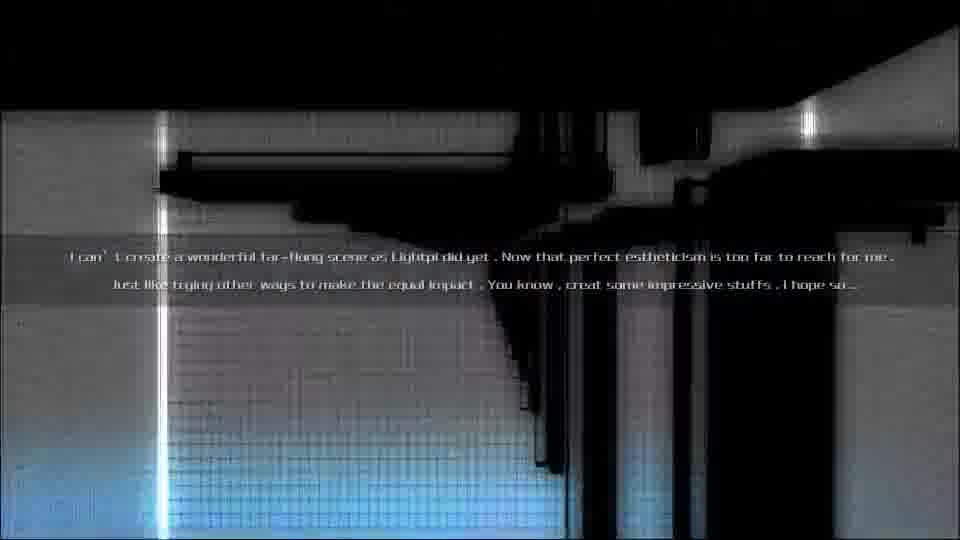 I can't create a wonderful far-flung scene as Lightpi did yet . Now that perfect estheticism is too far to reach for me .
Just like trying other ways to make the equal impact . You know , creat some impressive stuffs . I hope so...